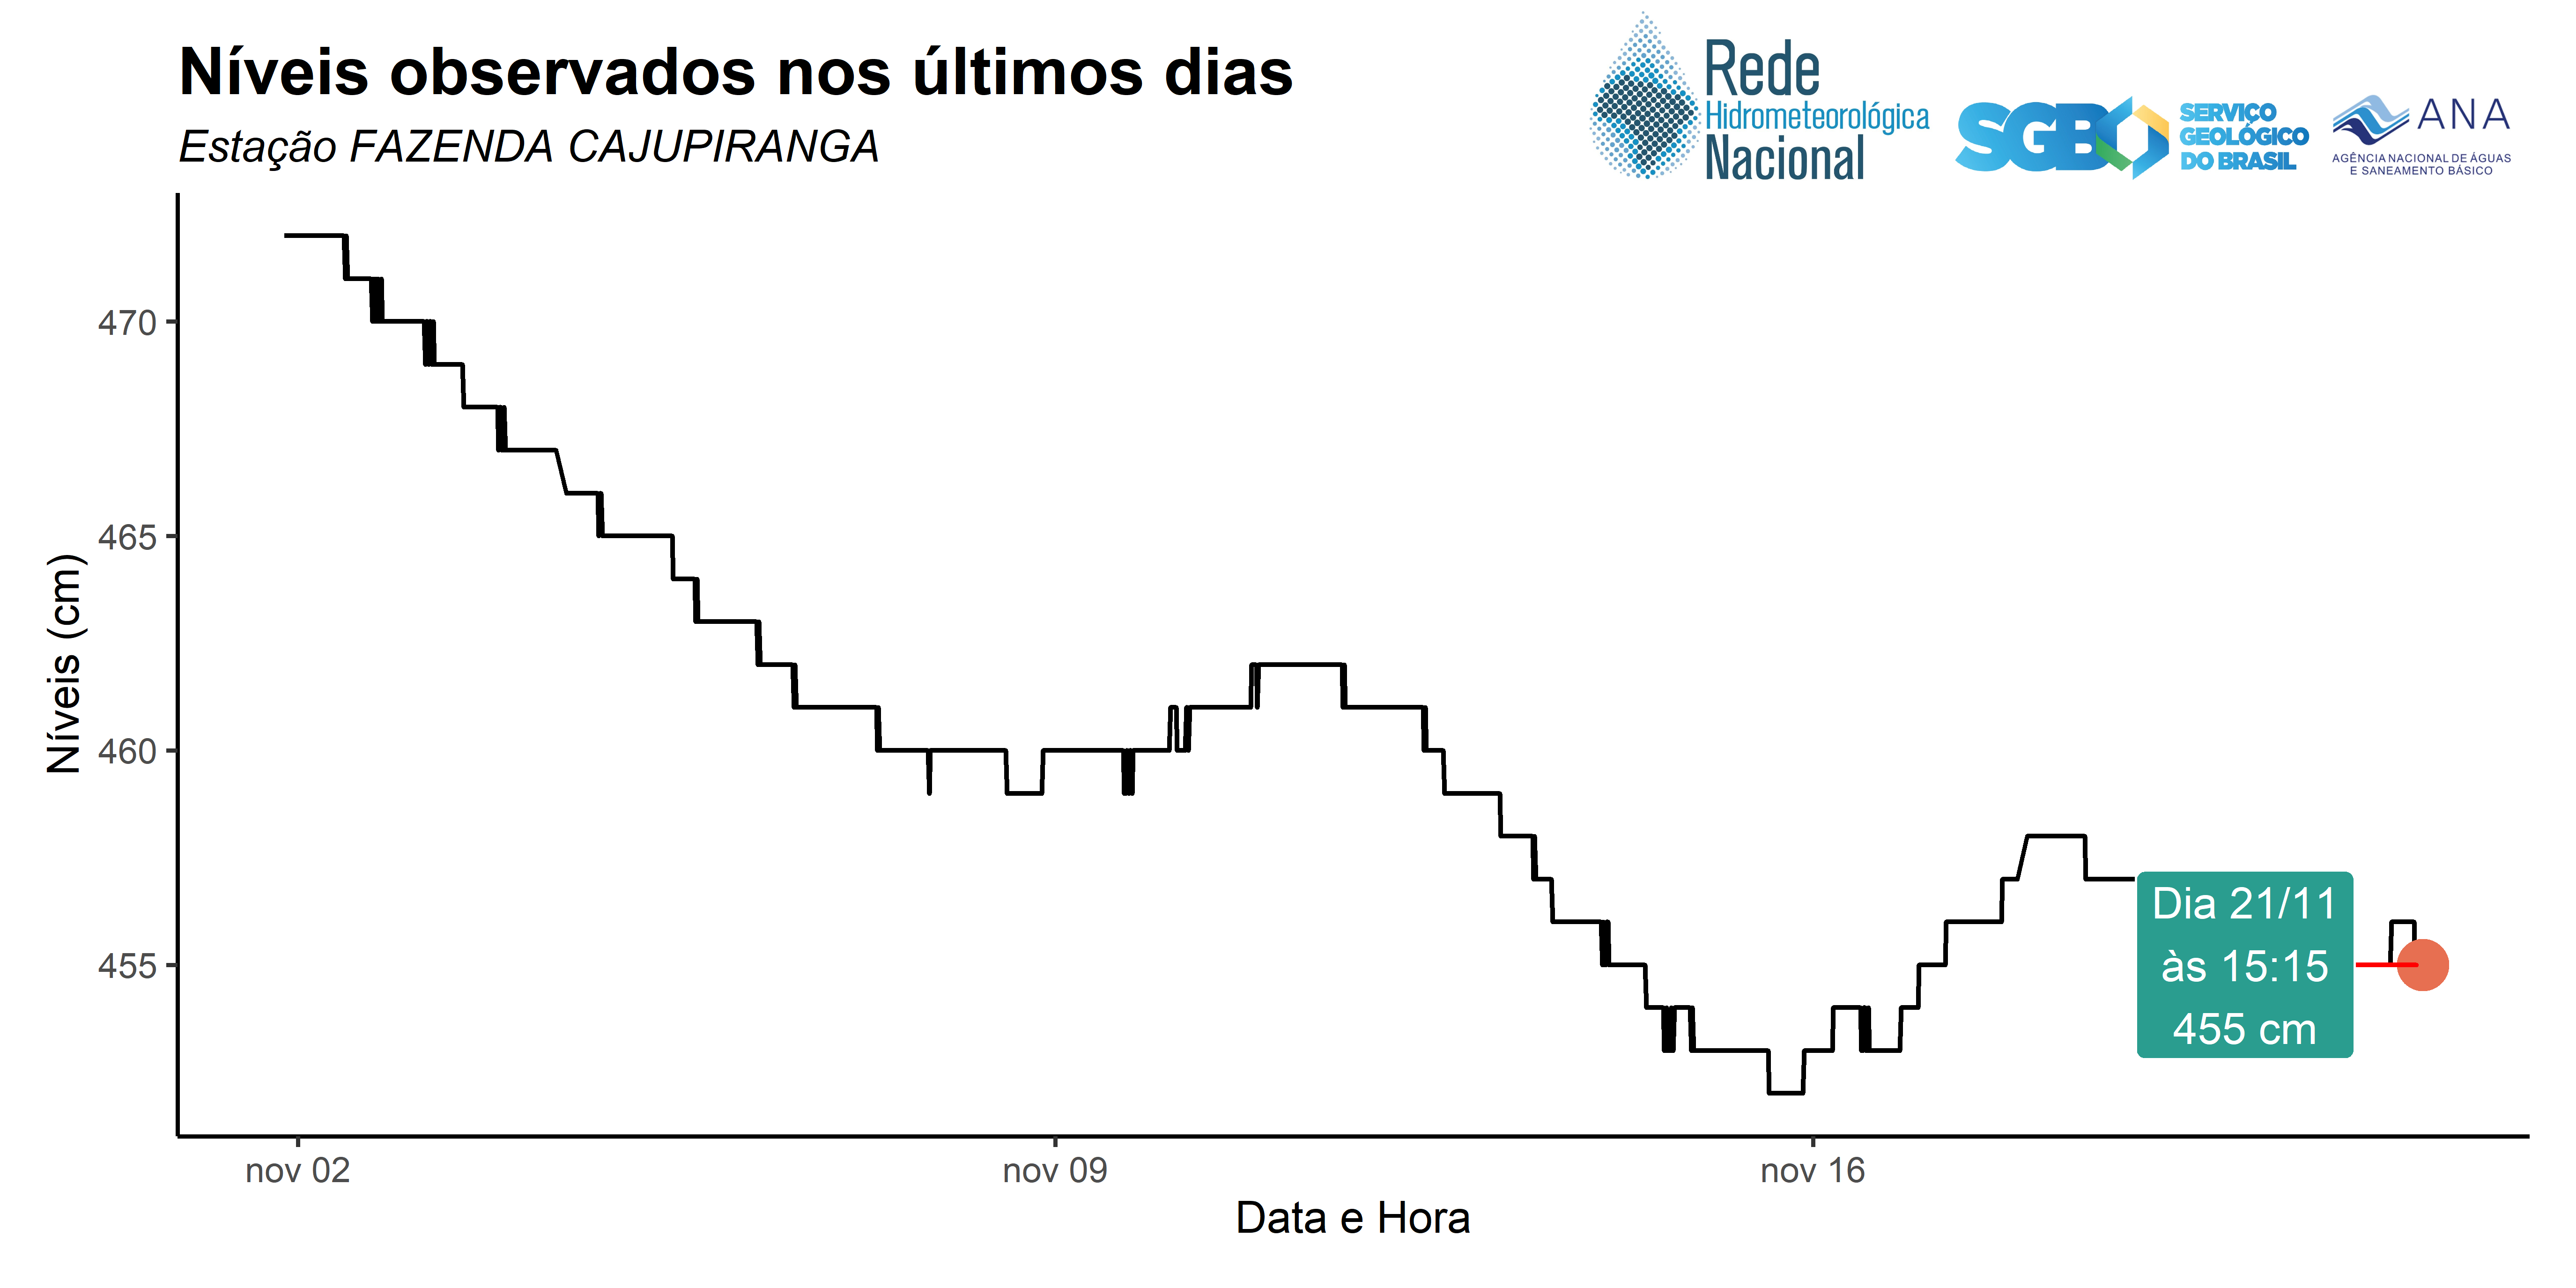 Níveis observados nos últimos dias
Estação FAZENDA CAJUPIRANGA
Rede
Hidrometeorológica
Nacional
SGB
SERVIÇO
GEOLÓGICO
DO BRASIL
ANA
AGÊNCIA NACIONAL DE ÁGUAS
E SANEAMENTO BÁSICO
Níveis (cm)
470
465
460
455
Dia 21/11
às 15:15
455 cm
nov 02
nov 09
nov 16
Data e Hora